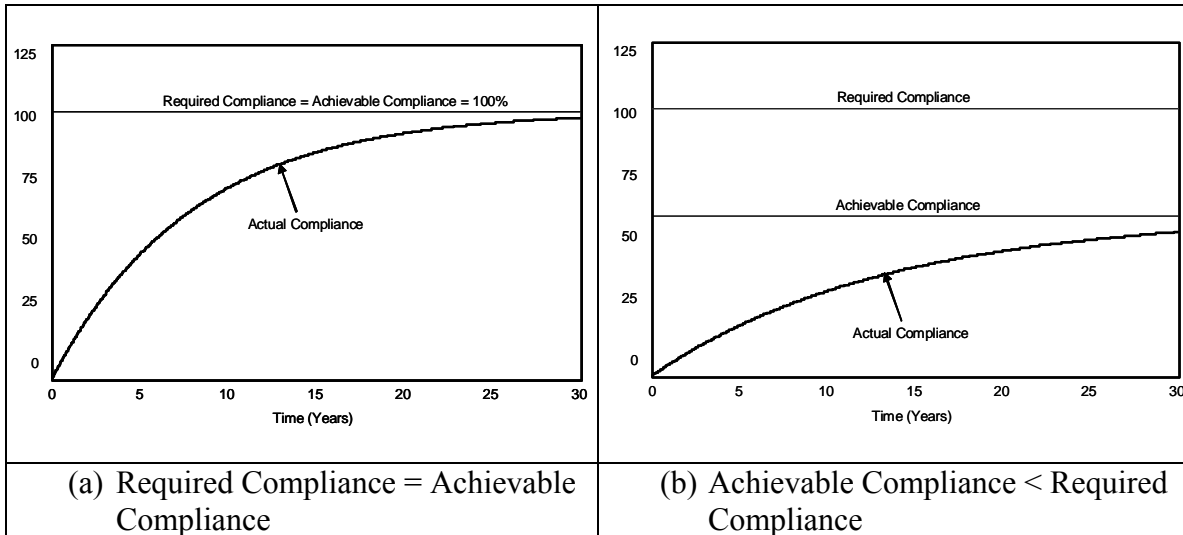 125
100
75
50
25
0
Required Compliance = Achievable Compliance = 100%
Actual Compliance
0 5 10 15 20 25 30
Time (Years)
(a) Required Compliance = Achievable
Compliance
125
100
75
50
25
0
Required Compliance
Achievable Compliance
Actual Compliance
0 5 10 15 20 25 30
Time (Years)
(b) Achievable Compliance < Required
Compliance